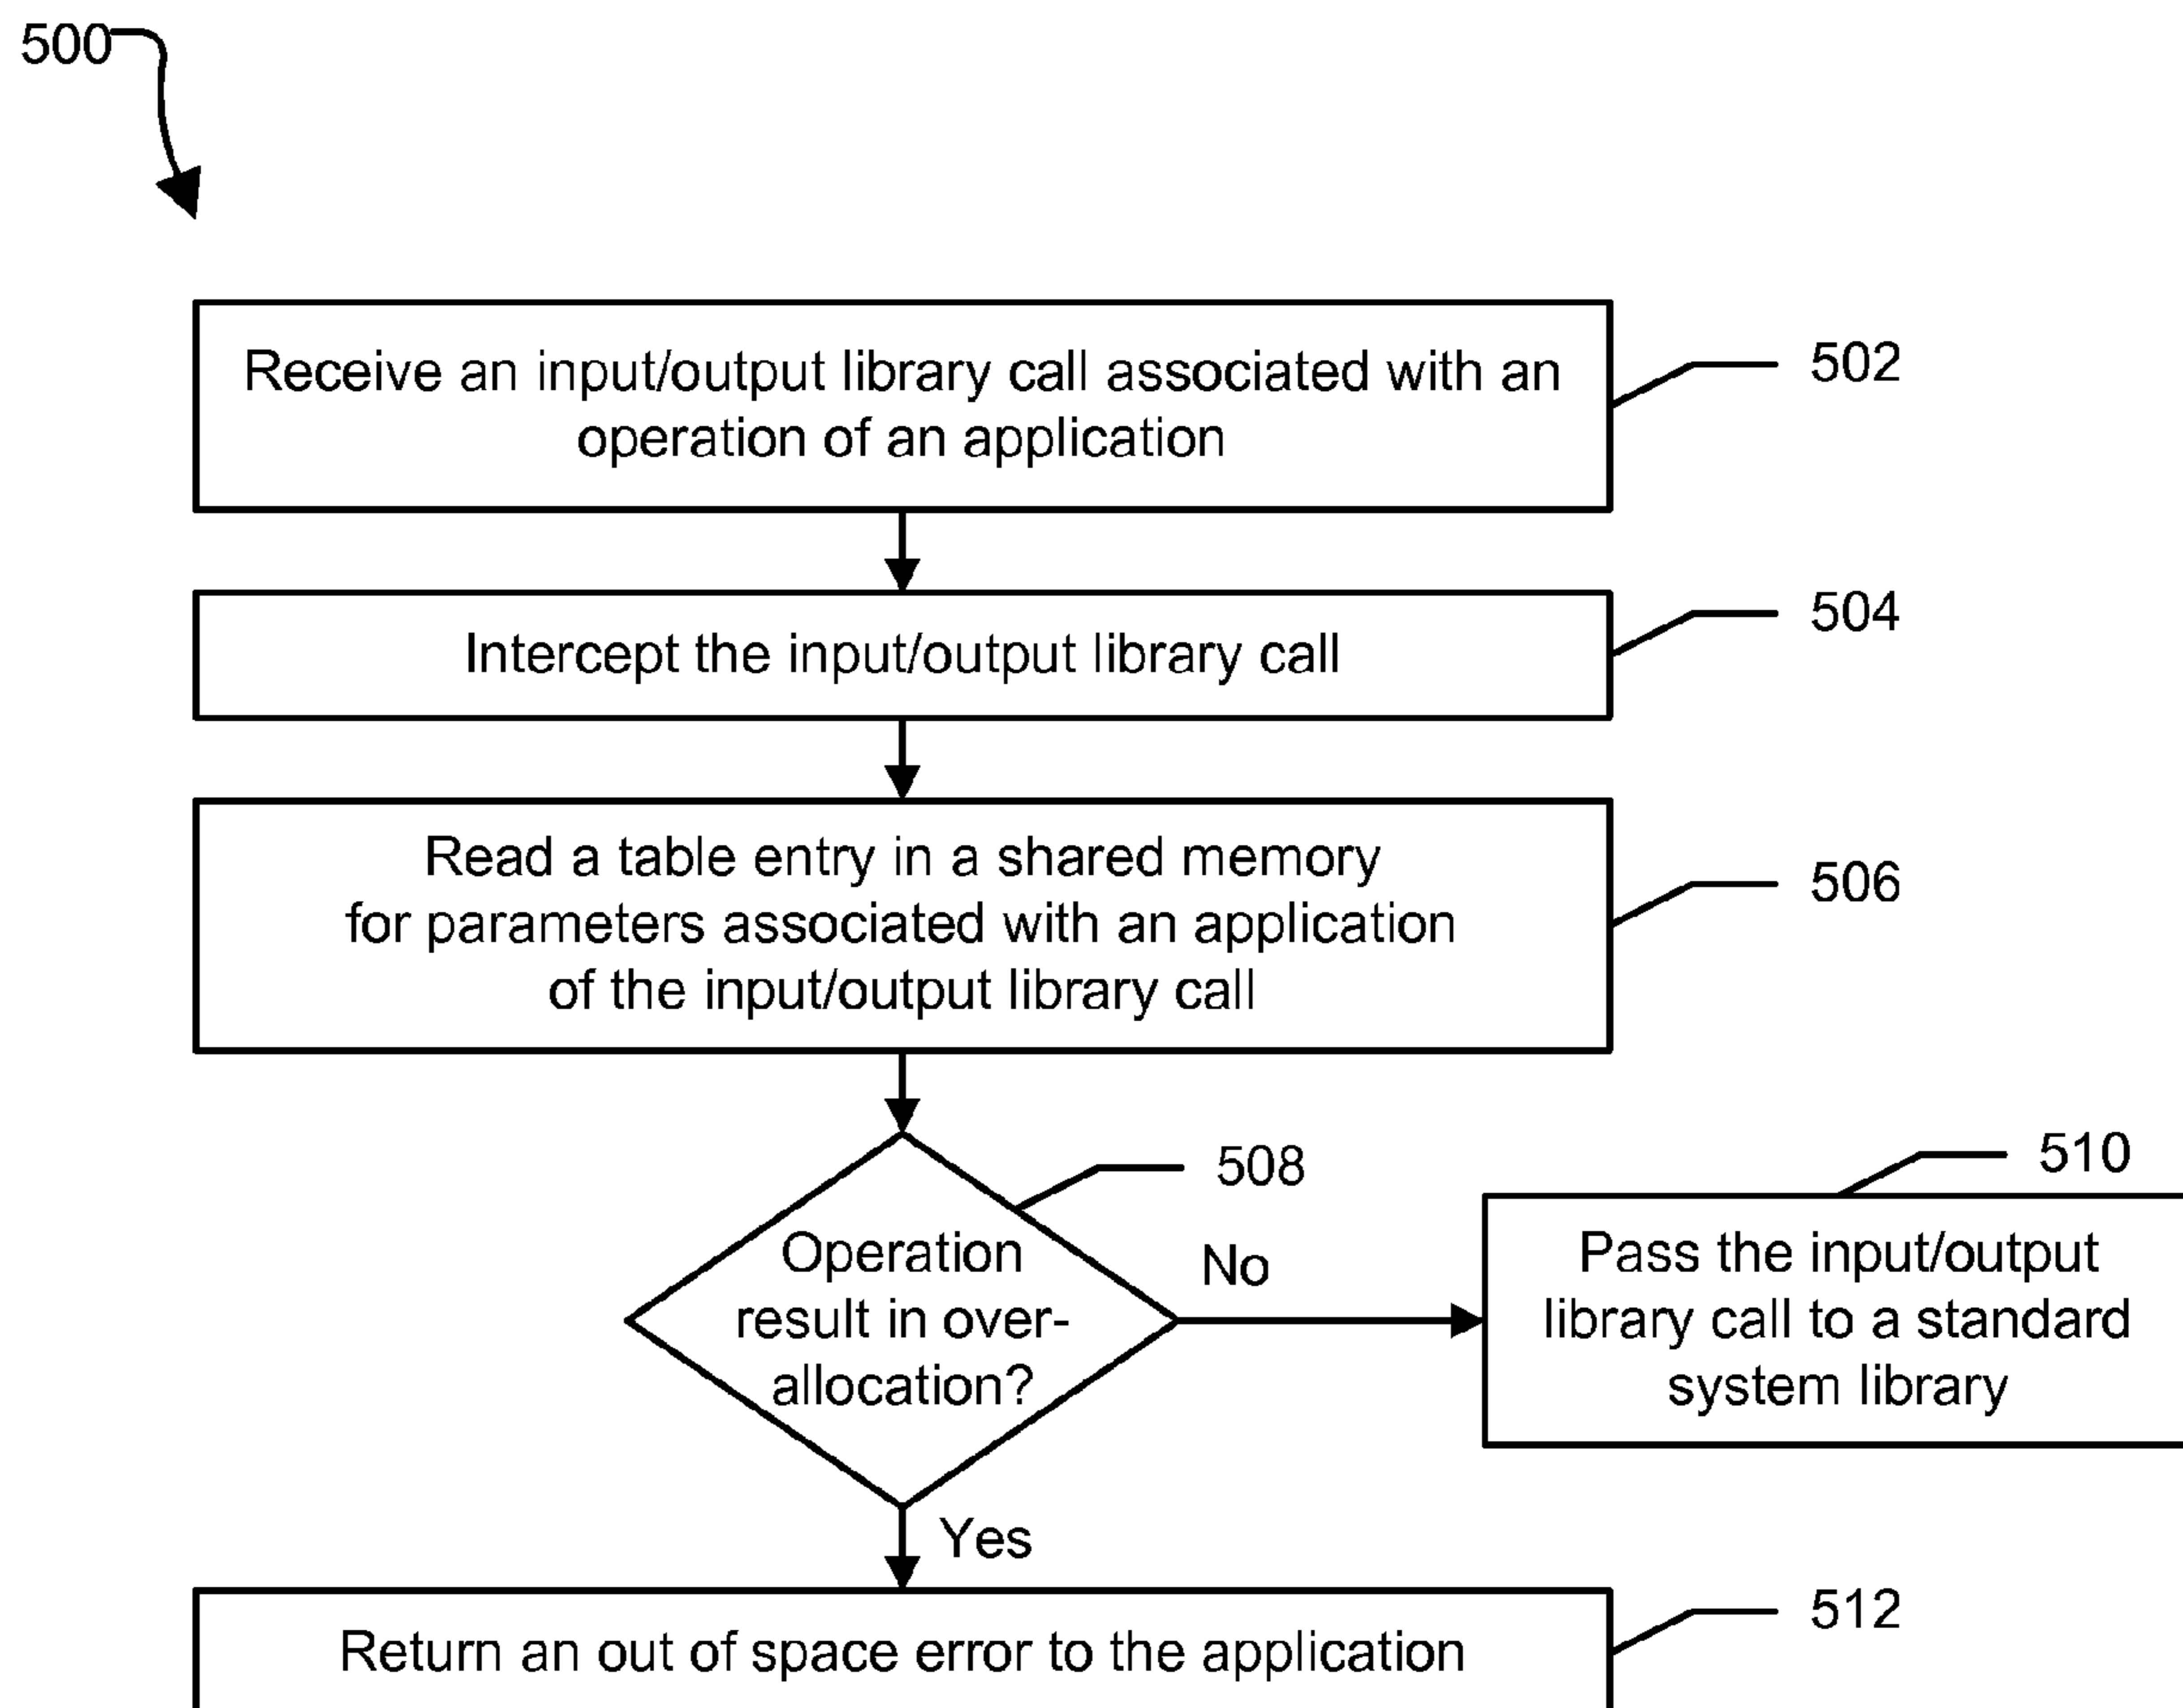 500
Receive an input/output library call associated with an
operation of an application
502
Intercept the input/output library call
504
Read a table entry in a shared memory
for parameters associated with an application
of the input/output library call
506
Operation
result in over-
allocation?
508
No
Pass the input/output
library call to a standard
system library
510
Yes
Return an out of space error to the application
512